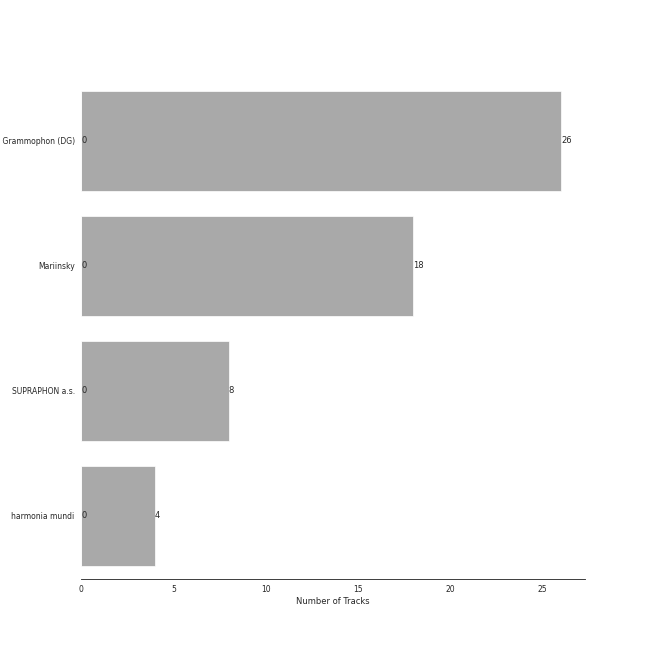 Grammophon (DG)
0
26
Mariinsky
0
18
SUPRAPHON a.s.
0
8
harmonia mundi
0
4
0
5
10
15
20
25
Number of Tracks